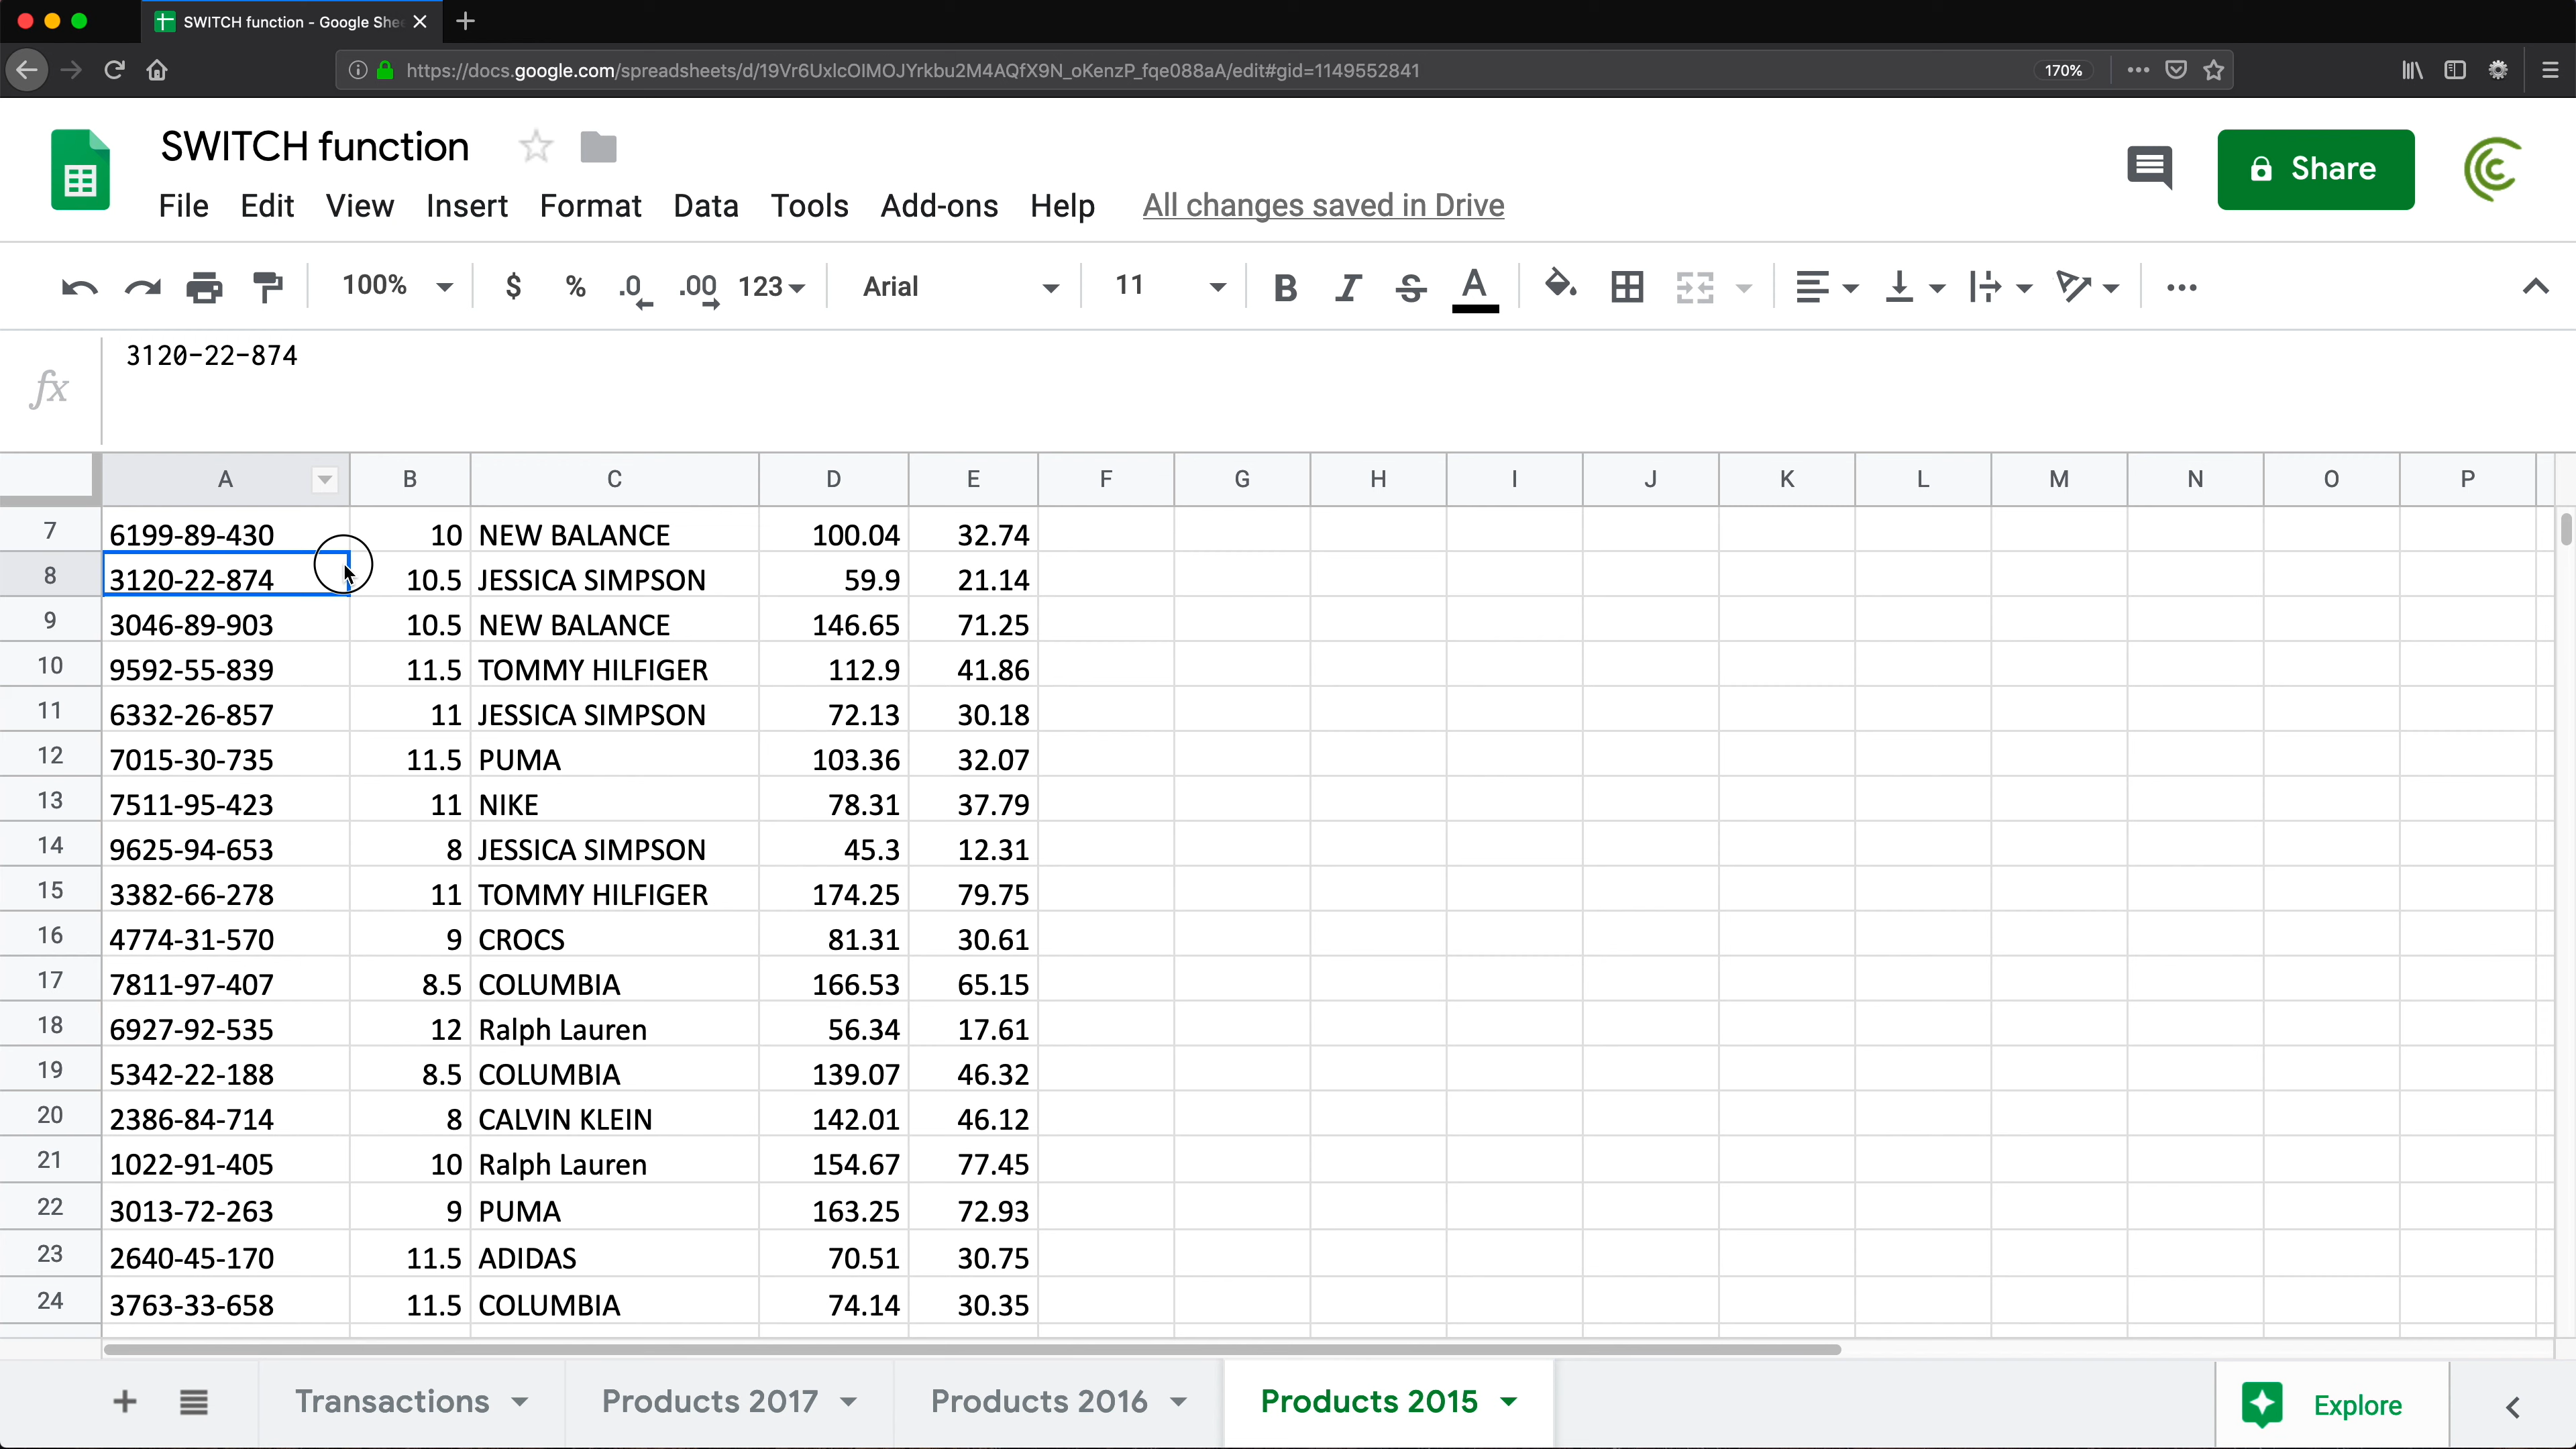 SWITCH function - Google She
https://docs.google.com/spreadsheets/d/19Vr6UxlcOIMOJYrkbu2M4AQfX9N_oKenzP_fqe088aA/edit#gid=1149552841
170%
SWITCH function
Share
File Edit View Insert Format Data Tools Add-ons Help All changes saved in Drive
100% $ % .0 .00 123 Arial 11 B I S A
fx 3120-22-874
A B C D E F G H I J K L M N O P
7 6199-89-430 10 NEW BALANCE 100.04 32.74
8 3120-22-874 10.5 JESSICA SIMPSON 59.9 21.14
9 3046-89-903 10.5 NEW BALANCE 146.65 71.25
10 9592-55-839 11.5 TOMMY HILFIGER 112.9 41.86
11 6332-26-857 11 JESSICA SIMPSON 72.13 30.18
12 7015-30-735 11.5 PUMA 103.36 32.07
13 7511-95-423 11 NIKE 78.31 37.79
14 9625-94-653 8 JESSICA SIMPSON 45.3 12.31
15 3382-66-278 11 TOMMY HILFIGER 174.25 79.75
16 4774-31-570 9 CROCS 81.31 30.61
17 7811-97-407 8.5 COLUMBIA 166.53 65.15
18 6927-92-535 12 Ralph Lauren 56.34 17.61
19 5342-22-188 8.5 COLUMBIA 139.07 46.32
20 2386-84-714 8 CALVIN KLEIN 142.01 46.12
21 1022-91-405 10 Ralph Lauren 154.67 77.45
22 3013-72-263 9 PUMA 163.25 72.93
23 2640-45-170 11.5 ADIDAS 70.51 30.75
24 3763-33-658 11.5 COLUMBIA 74.14 30.35
Transactions Products 2017 Products 2016 Products 2015 Explore